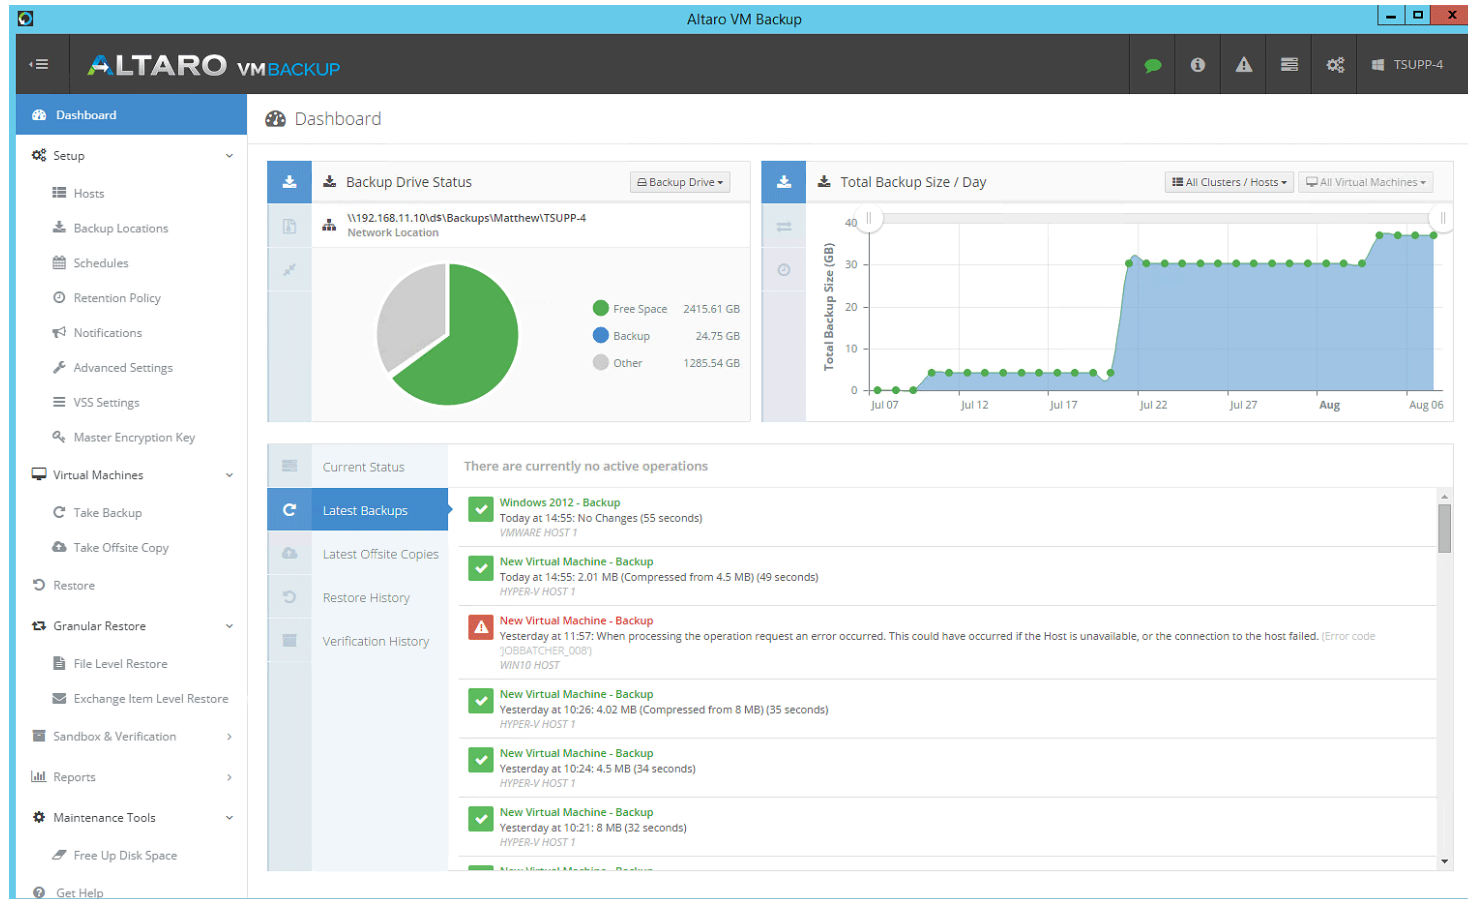 Altaro VM Backup
ALTARO VMBACKUP
TSUPP-4
Dashboard
Setup
Hosts
Backup Locations
Schedules
Retention Policy
Notifications
Advanced Settings
VSS Settings
Master Encryption Key
Virtual Machines
Take Backup
Take Offsite Copy
Restore
Granular Restore
File Level Restore
Exchange Item Level Restore
Sandbox & Verification
Reports
Maintenance Tools
Free Up Disk Space
Get Help
Dashboard
Backup Drive Status
Backup Drive
\\192.168.11.10\d$\Backups\Matthew\TSUPP-4
Network Location
Free Space 2415.61 GB
Backup 24.75 GB
Other 1285.54 GB
Total Backup Size / Day
All Clusters / Hosts
All Virtual Machines
Total Backup Size (GB)
40
30
20
10
0
Jul 07 Jul 12 Jul 17 Jul 22 Jul 27 Aug Aug 06
Current Status
Latest Backups
Latest Offsite Copies
Restore History
Verification History
There are currently no active operations
Windows 2012 - Backup
Today at 14:55: No Changes (55 seconds)
VMWARE HOST 1
New Virtual Machine - Backup
Today at 14:55: 2.01 MB (Compressed from 4.5 MB) (49 seconds)
HYPER-V HOST 1
New Virtual Machine - Backup
Yesterday at 11:57: When processing the operation request an error occurred. This could have occurred if the Host is unavailable, or the connection to the host failed. (Error code
'JOBBATCHER_008')
WIN10 HOST
New Virtual Machine - Backup
Yesterday at 10:26: 4.02 MB (Compressed from 8 MB) (35 seconds)
HYPER-V HOST 1
New Virtual Machine - Backup
Yesterday at 10:24: 4.5 MB (34 seconds)
HYPER-V HOST 1
New Virtual Machine - Backup
Yesterday at 10:21: 8 MB (32 seconds)
HYPER-V HOST 1
New Virtual Machine - Backup